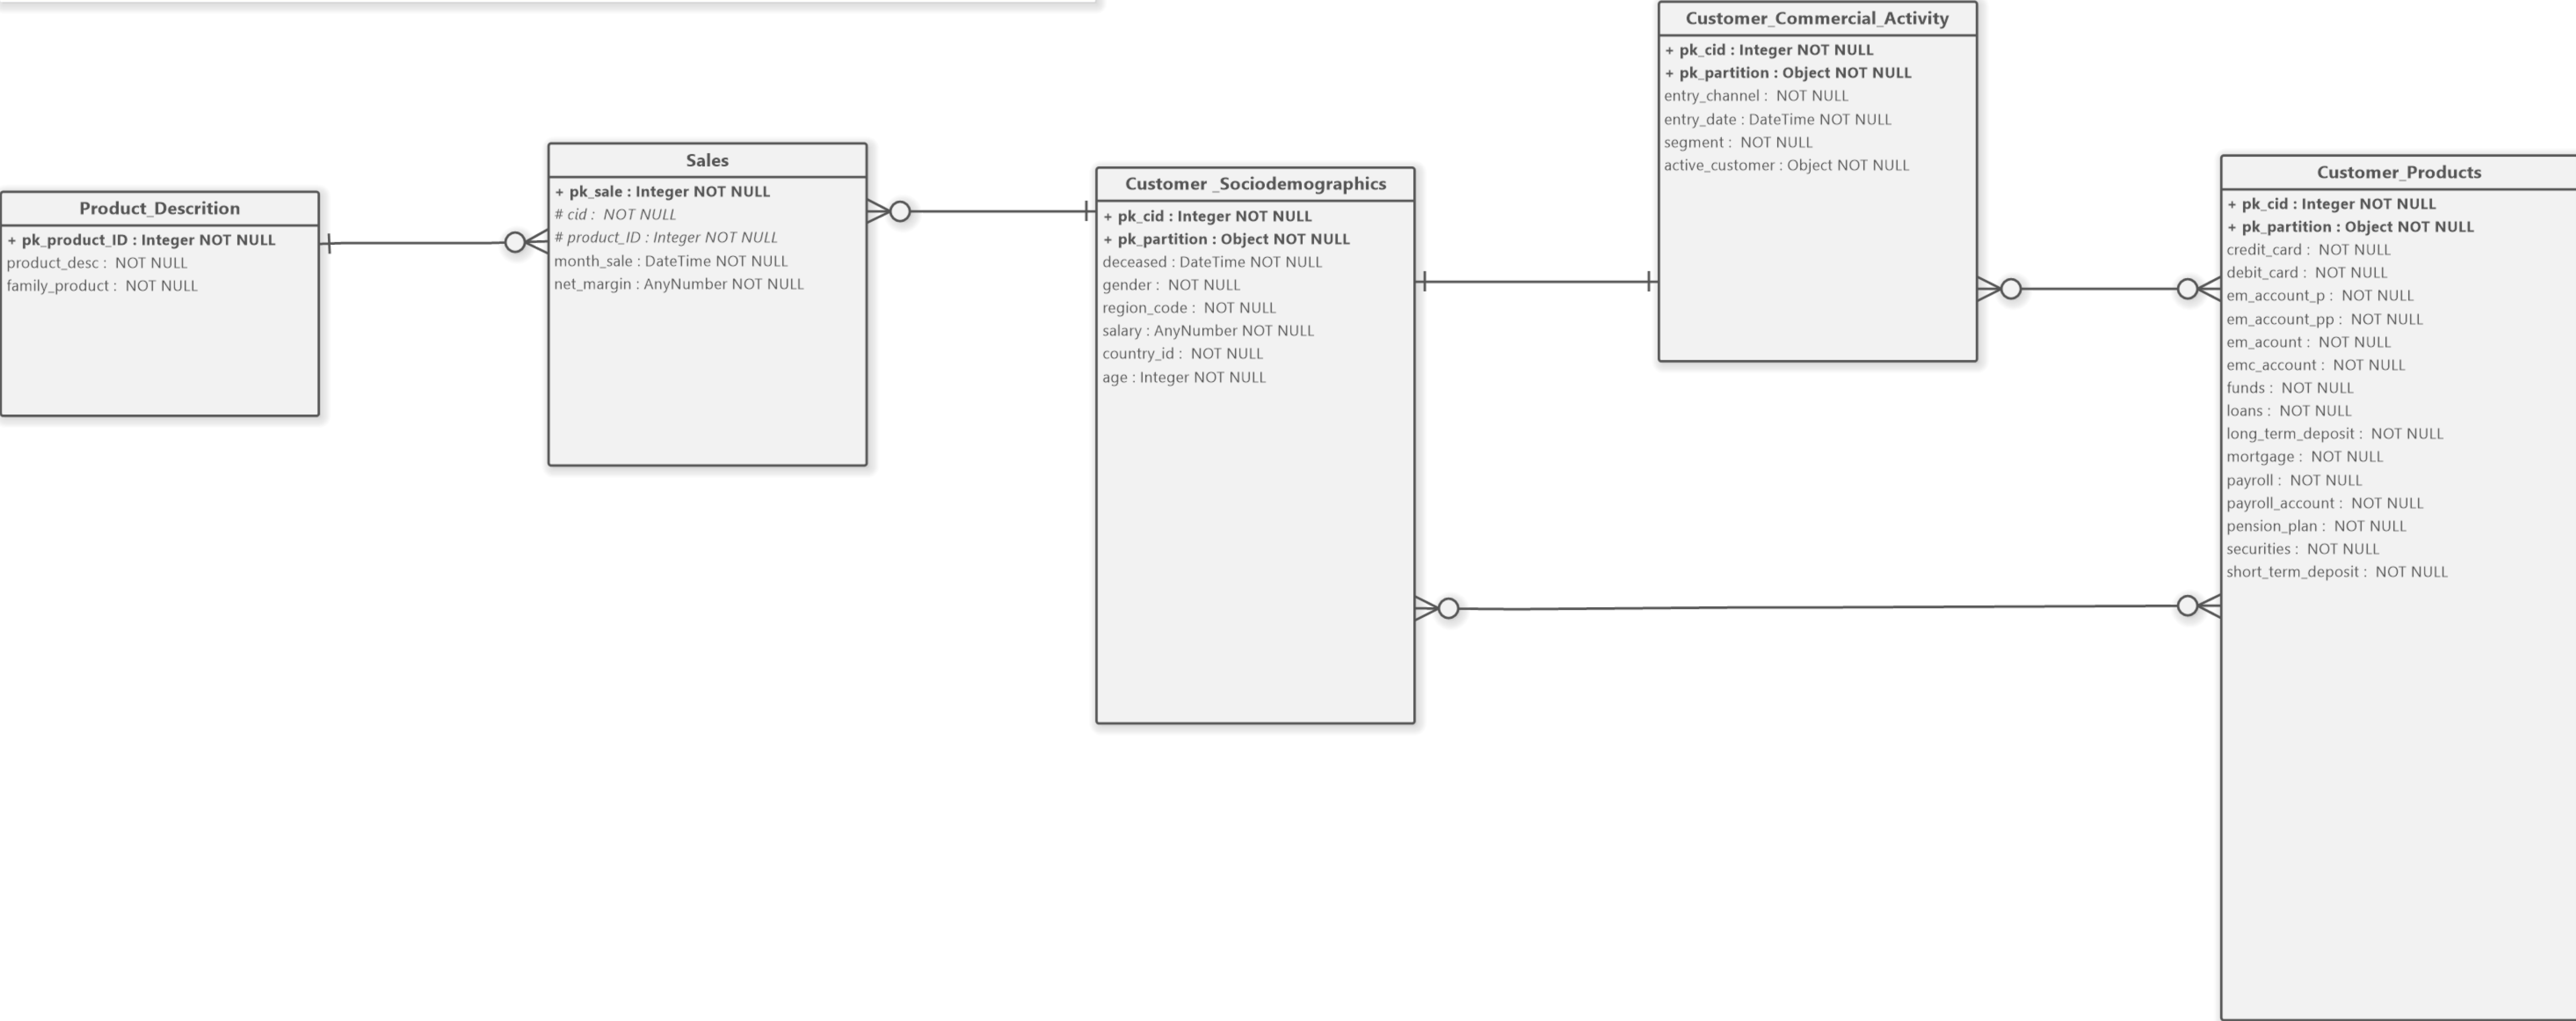 Product_Descrition
+ pk_product_ID : Integer NOT NULL
product_desc :  NOT NULL
family_product :  NOT NULL
Sales
+ pk_sale : Integer NOT NULL
# cid :  NOT NULL
# product_ID : Integer NOT NULL
month_sale : DateTime NOT NULL
net_margin : AnyNumber NOT NULL
Customer _Sociodemographics
+ pk_cid : Integer NOT NULL
+ pk_partition : Object NOT NULL
deceased : DateTime NOT NULL
gender :  NOT NULL
region_code :  NOT NULL
salary : AnyNumber NOT NULL
country_id :  NOT NULL
age : Integer NOT NULL
Customer_Commercial_Activity
+ pk_cid : Integer NOT NULL
+ pk_partition : Object NOT NULL
entry_channel :  NOT NULL
entry_date : DateTime NOT NULL
segment :  NOT NULL
active_customer : Object NOT NULL
Customer_Products
+ pk_cid : Integer NOT NULL
+ pk_partition : Object NOT NULL
credit_card :  NOT NULL
debit_card :  NOT NULL
em_account_p :  NOT NULL
em_account_pp :  NOT NULL
em_acount :  NOT NULL
emc_account :  NOT NULL
funds :  NOT NULL
loans :  NOT NULL
long_term_deposit :  NOT NULL
mortgage :  NOT NULL
payroll :  NOT NULL
payroll_account :  NOT NULL
pension_plan :  NOT NULL
securities :  NOT NULL
short_term_deposit :  NOT NULL